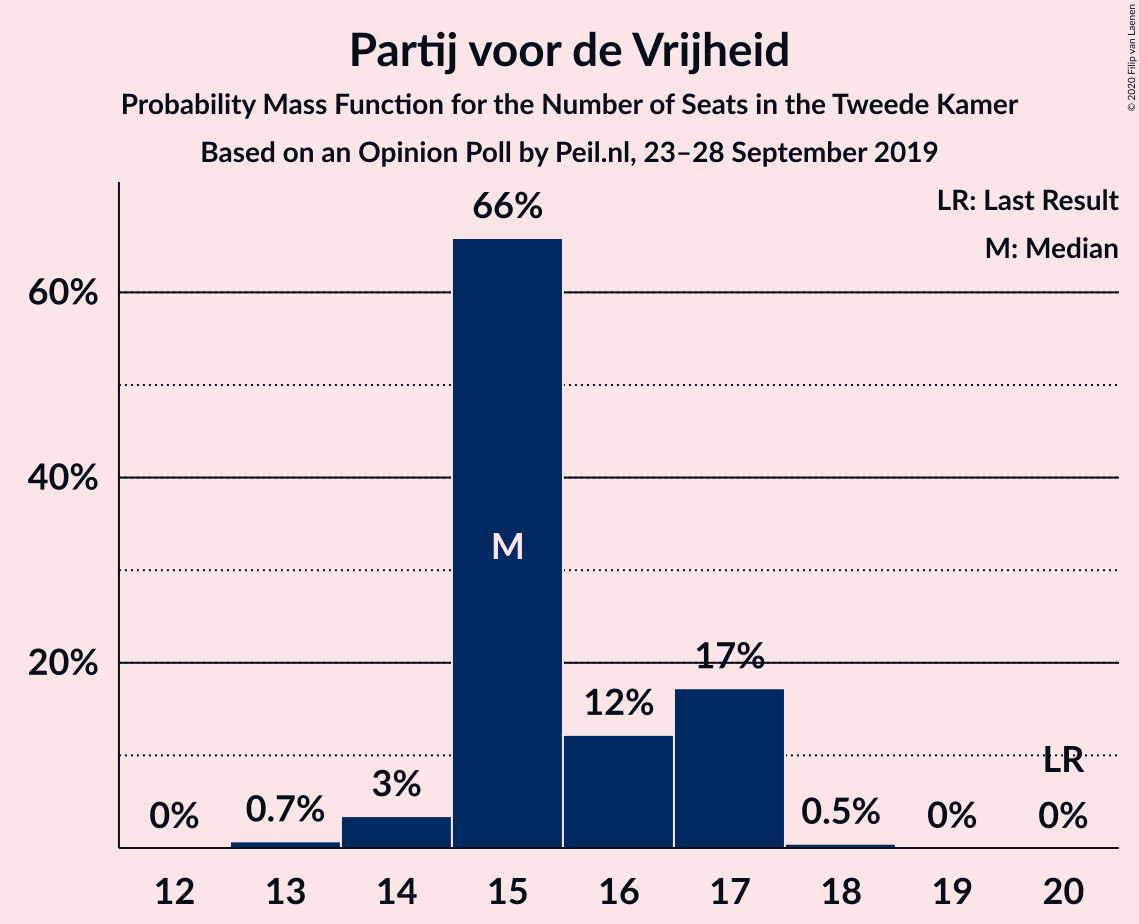 Partij voor de Vrijheid
Probability Mass Function for the Number of Seats in the Tweede Kamer
Based on an Opinion Poll by Peil.nl, 23–28 September 2019
© 2020 Filip van Laenen
LR: Last Result
M: Median
66%
60%
40%
M
20%
17%
12%
LR
3%
0%
0.7%
0.5%
0%
0%
12 13 14 15 16 17 18 19 20